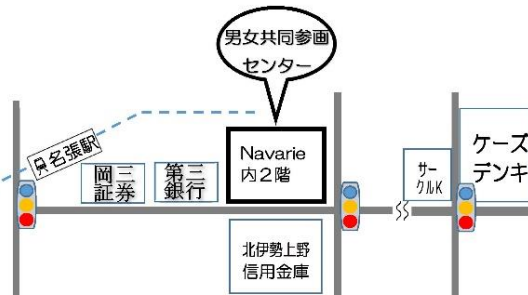 男女共同参画
センター
名張駅
岡三
証券
第三
銀行
Navarie
内2階
サー
クルK
ケーズ
デンキ
北伊勢上野
信用金庫